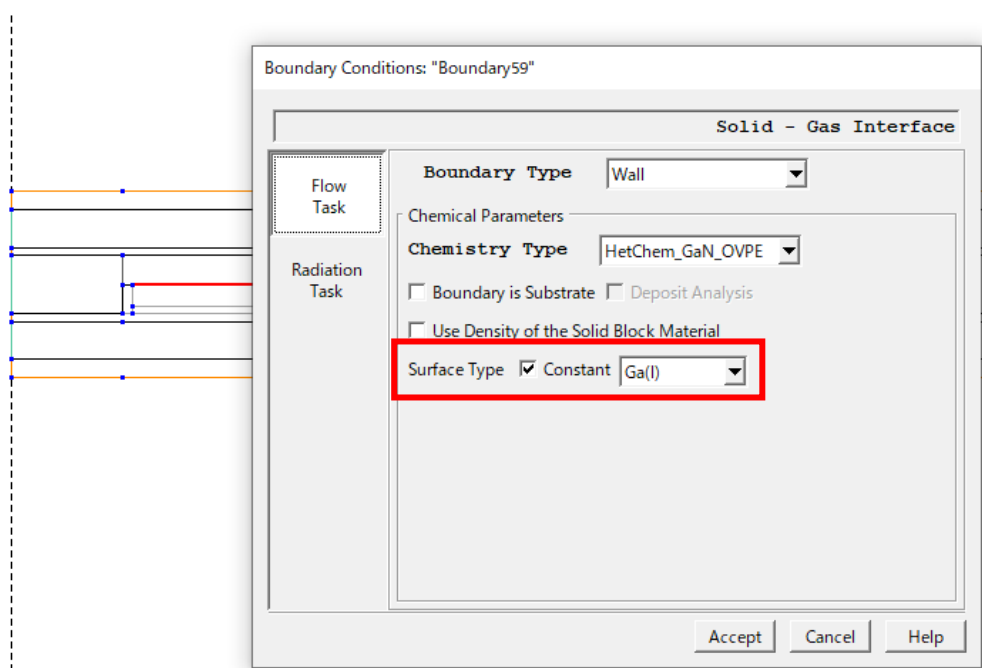 Boundary Conditions: "Boundary59"
Solid - Gas Interface
Flow
Task
Radiation
Task
Boundary Type Wall
Chemical Parameters
Chemistry Type HetChem_GaN_OVPE
Boundary is Substrate Deposit Analysis
Use Density of the Solid Block Material
Surface Type Constant Ga(l)
Accept Cancel Help